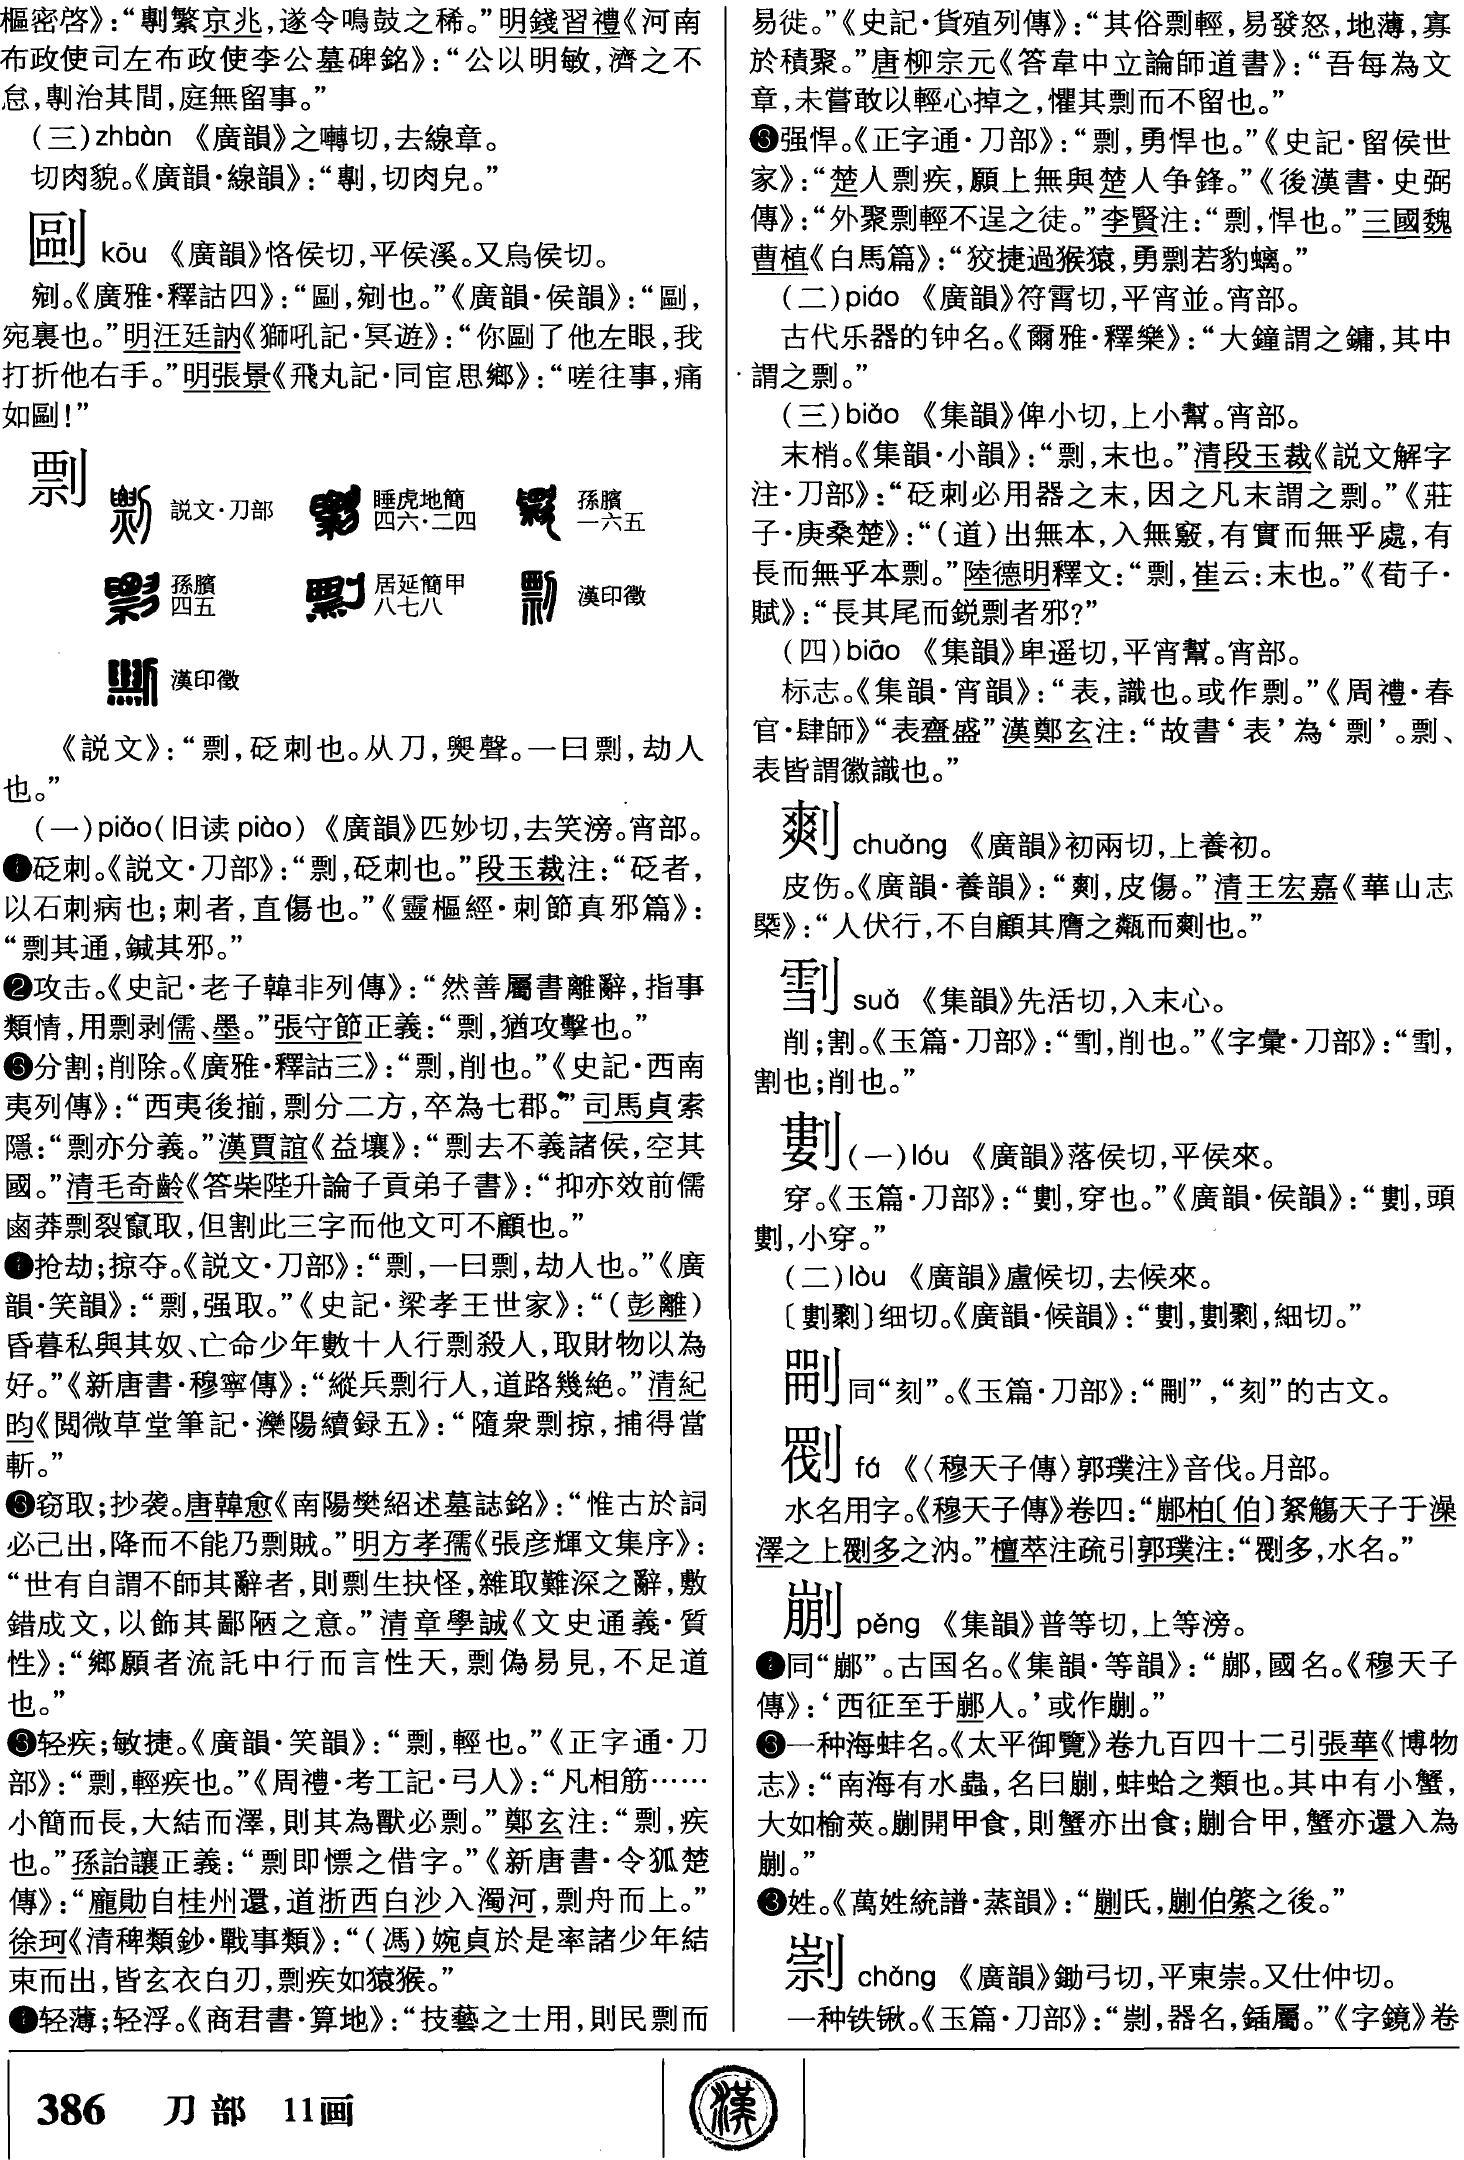 樞密啓》：“剸繁京兆，遂令鳴鼓之稀。”明錢習禮《河南
布政使司左布政使李公墓碑銘》：“公以明敏，濟之不
怠，剸治其間，庭無留事。”
（三）zhuàn 《廣韻》之囀切，去線章。
切肉貌。《廣韻·線韻》：“剸，切肉皃。”
剾 kōu 《廣韻》恪侯切，平侯溪。又烏侯切。
剜。《廣雅·釋詁四》：“剾，剜也。”《廣韻·侯韻》：“剾，
宛裏也。”明汪廷訥《獅吼記·冥遊》：“你剾了他左眼，我
打折他右手。”明張景《飛丸記·同宦思鄉》：“嗟往事，痛
如剾！”
剽
説文·刀部 睡虎地簡四六·二四 孫臏一六五
孫臏四五 居延簡甲八七八 漢印徵
漢印徵
《説文》：“剽，砭刺也。从刀，㶾聲。一曰剽，劫人
也。”
（一）piāo（旧读 piào） 《廣韻》匹妙切，去笑滂。宵部。
❶砭刺。《説文·刀部》：“剽，砭刺也。”段玉裁注：“砭者，
以石刺病也；刺者，直傷也。”《靈樞經·刺節真邪篇》：
“剽其通，鍼其邪。”
❷攻击。《史記·老子韓非列傳》：“然善屬書離辭，指事
類情，用剽剥儒、墨。”張守節正義：“剽，猶攻擊也。”
❸分割；削除。《廣雅·釋詁三》：“剽，削也。”《史記·西南
夷列傳》：“西夷後揃，剽分二方，卒為七郡。”司馬貞索
隱：“剽亦分義。”漢賈誼《益壤》：“剽去不義諸侯，空其
國。”清毛奇齡《答柴陛升論子貢弟子書》：“抑亦效前儒
鹵莽剽裂竄取，但割此三字而他文可不顧也。”
❹抢劫；掠夺。《説文·刀部》：“剽，一曰剽，劫人也。”《廣
韻·笑韻》：“剽，强取。”《史記·梁孝王世家》：“（彭離）
昏暮私與其奴、亡命少年數十人行剽殺人，取財物以為
好。”《新唐書·穆寧傳》：“縱兵剽行人，道路幾絶。”清紀
昀《閲微草堂筆記·灤陽續録五》：“隨衆剽掠，捕得當
斬。”
❺窃取；抄袭。唐韓愈《南陽樊紹述墓誌銘》：“惟古於詞
必己出，降而不能乃剽賊。”明方孝孺《張彦輝文集序》：
“世有自謂不師其辭者，則剽生抉怪，雜取艱深之辭，敷
錯成文，以飾其鄙陋之意。”清章學誠《文史通義·質
性》：“鄉愿者流託中行而言性天，剽偽易見，不足道
也。”
❻轻疾；敏捷。《廣韻·笑韻》：“剽，輕也。”《正字通·刀
部》：“剽，輕疾也。”《周禮·考工記·弓人》：“凡相筋……
小簡而長，大結而澤，則其為獸必剽。”鄭玄注：“剽，疾
也。”孫詒讓正義：“剽即慓之借字。”《新唐書·令狐楚
傳》：“龐勛自桂州還，道浙西白沙入濁河，剽舟而上。”
徐珂《清稗類鈔·戰事類》：“（馮）婉貞於是率諸少年結
束而出，皆玄衣白刃，剽疾如猿猴。”
❼轻薄；轻浮。《商君書·算地》：“技藝之士用，則民剽而
易徙。”《史記·貨殖列傳》：“其俗剽輕，易發怒，地薄，寡
於積聚。”唐柳宗元《答韋中立論師道書》：“吾每為文
章，未嘗敢以輕心掉之，懼其剽而不留也。”
❽强悍。《正字通·刀部》：“剽，勇悍也。”《史記·留侯世
家》：“楚人剽疾，願上無與楚人争鋒。”《後漢書·史弼
傳》：“外聚剽輕不逞之徒。”李賢注：“剽，悍也。”三國魏
曹植《白馬篇》：“狡捷過猴猿，勇剽若豹螭。”
（二）piáo 《廣韻》符霄切，平宵並。宵部。
古代乐器的钟名。《爾雅·釋樂》：“大鐘謂之鏞，其中
謂之剽。”
（三）biǎo 《集韻》俾小切，上小幫。宵部。
末梢。《集韻·小韻》：“剽，末也。”清段玉裁《説文解字
注·刀部》：“砭刺必用器之末，因之凡末謂之剽。”《莊
子·庚桑楚》：“（道）出無本，入無竅，有實而無乎處，有
長而無乎本剽。”陸德明釋文：“剽，崔云：末也。”《荀子·
賦》：“長其尾而鋭剽者邪？”
（四）biāo 《集韻》卑遥切，平宵幫。宵部。
标志。《集韻·宵韻》：“表，識也。或作剽。”《周禮·春
官·肆師》“表齍盛”漢鄭玄注：“故書‘表’為‘剽’。剽、
表皆謂徽識也。”
㼽 chuǎng 《廣韻》初兩切，上養初。
皮伤。《廣韻·養韻》：“剼，皮傷。”清王宏嘉《華山志
槩》：“人伏行，不自顧其膺之甐而剼也。”
䨮 suǎ 《集韻》先活切，入末心。
削；割。《玉篇·刀部》：“㔃，削也。”《字彙·刀部》：“㔃，
割也；削也。”
剅（一）lóu 《廣韻》落侯切，平侯來。
穿。《玉篇·刀部》：“㔷，穿也。”《廣韻·侯韻》：“㔷，頭
㔷，小穿。”
（二）lòu 《廣韻》盧候切，去候來。
〔㔷剹〕细切。《廣韻·候韻》：“㔷，㔷剹，細切。”
同“刻”。《玉篇·刀部》：“”，“刻”的古文。
fá 《〈穆天子傳〉郭璞注》音伐。月部。
水名用字。《穆天子傳》卷四：“䣙柏〔伯〕絮觴天子于澡
澤之上多之汭。”檀萃注疏引郭璞注：“多，水名。”
剻 pěng 《集韻》普等切，上等滂。
❶同“䣙”。古国名。《集韻·等韻》：“䣙，國名。《穆天子
傳》：‘西征至于䣙人。’或作剻。”
❷一种海蚌名。《太平御覽》卷九百四十二引張華《博物
志》：“南海有水蟲，名曰剻，蚌蛤之類也。其中有小蟹，
大如榆莢。剻開甲食，則蟹亦出食；剻合甲，蟹亦還入為
剻。”
❸姓。《萬姓統譜·蒸韻》：“剻氏，剻伯綮之後。”
chǎng 《廣韻》鋤弓切，平東崇。又仕仲切。
一种铁锹。《玉篇·刀部》：“，器名，鍤屬。”《字鏡》卷
386 刀部 11画
漢